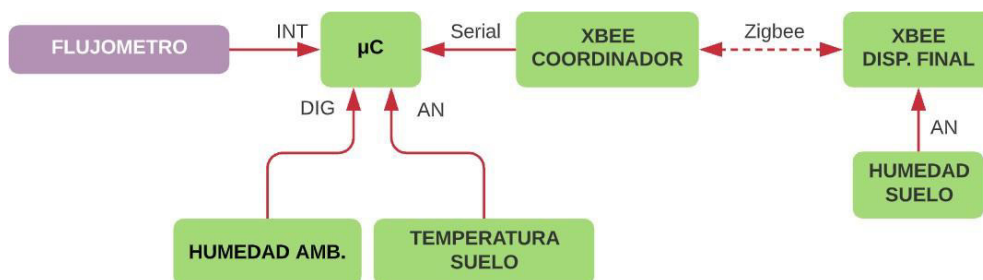 FLUJOMETRO
INT
µC
Serial
XBEE
COORDINADOR
Zigbee
XBEE
DISP. FINAL
DIG
AN
AN
HUMEDAD
SUELO
HUMEDAD AMB.
TEMPERATURA
SUELO